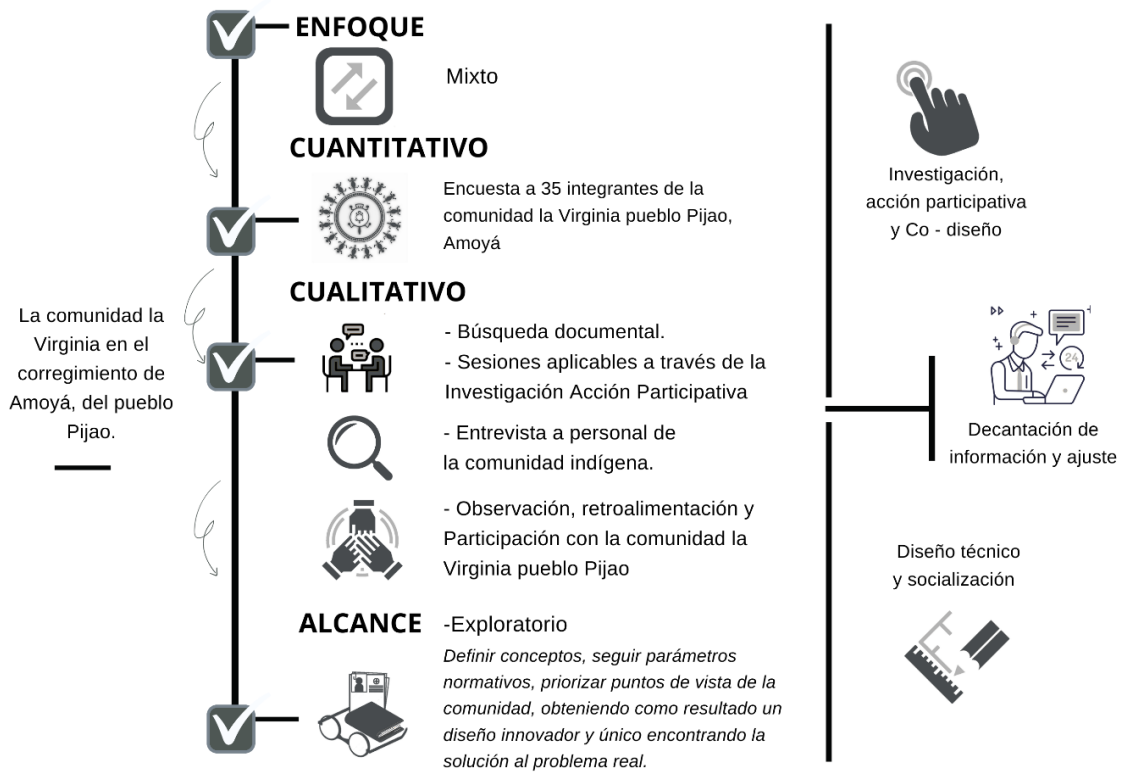 La comunidad la
Virginia en el
corregimiento de
Amoyá, del pueblo
Pijao.
ENFOQUE
Mixto
CUANTITATIVO
Encuesta a 35 integrantes de la
comunidad la Virginia pueblo Pijao,
Amoyá
CUALITATIVO
- Búsqueda documental.
- Sesiones aplicables a través de la
Investigación Acción Participativa
- Entrevista a personal de
la comunidad indígena.
- Observación, retroalimentación y
Participación con la comunidad la
Virginia pueblo Pijao
ALCANCE -Exploratorio
Definir conceptos, seguir parámetros
normativos, priorizar puntos de vista de la
comunidad, obteniendo como resultado un
diseño innovador y único encontrando la
solución al problema real.
Investigación,
acción participativa
y Co - diseño
24
Decantación de
información y ajuste
Diseño técnico
y socialización